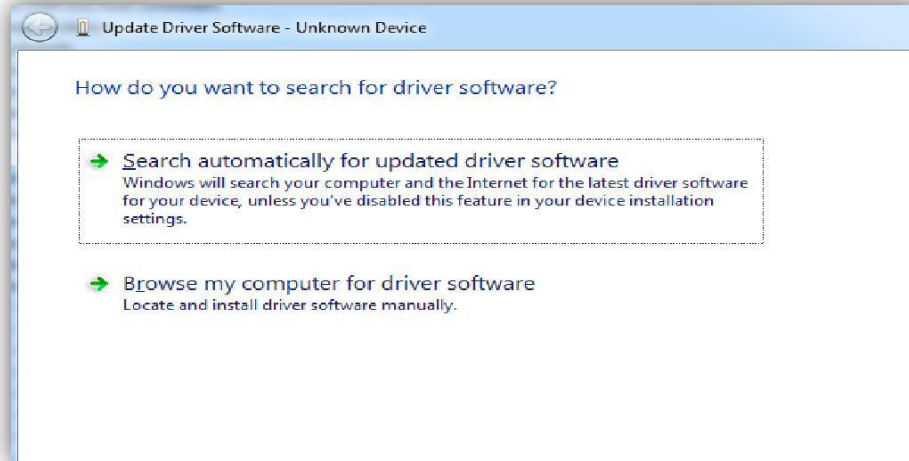 Update Driver Software - Unknown Device
How do you want to search for driver software?
Search automatically for updated driver software
Windows will search your computer and the Internet for the latest driver software
for your device, unless you've disabled this feature in your device installation
settings.
Browse my computer for driver software
Locate and install driver software manually.